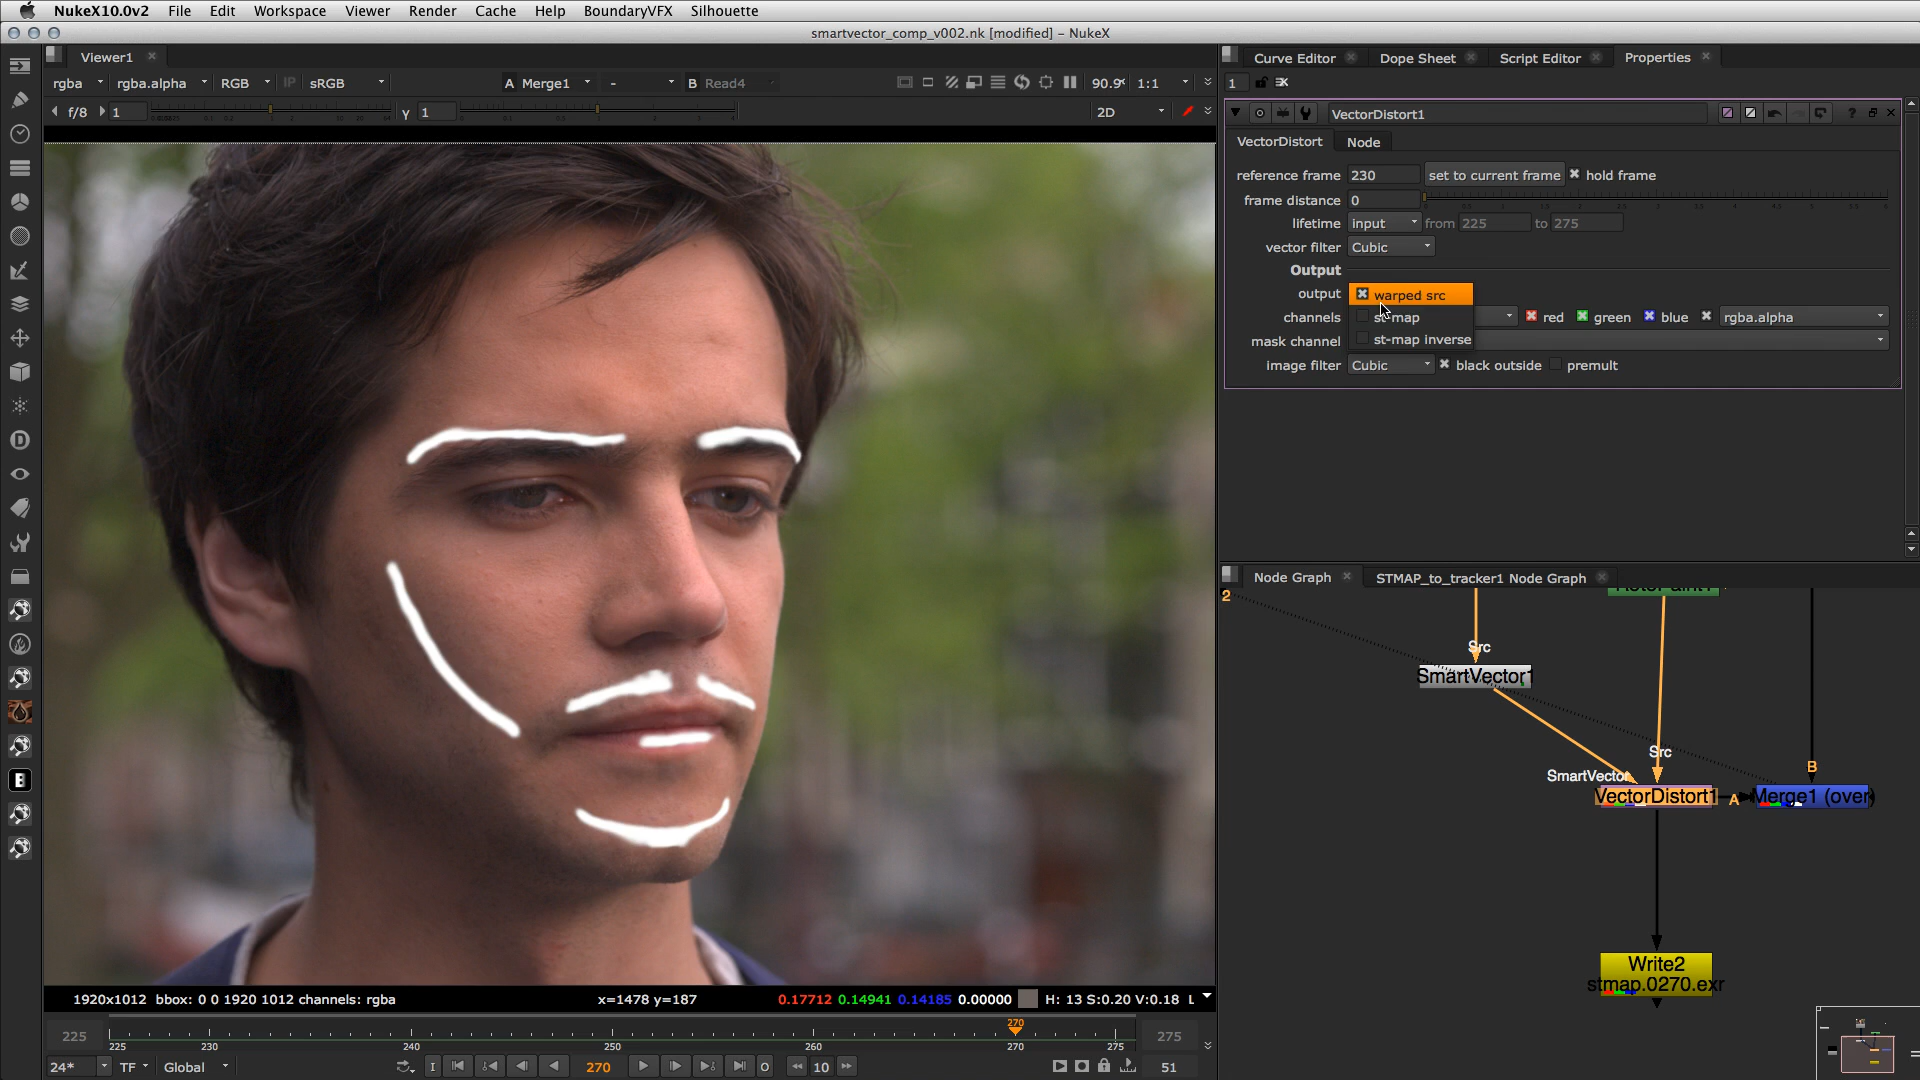 NukeX10.0v2 File Edit Workspace Viewer Render Cache Help BoundaryVFX Silhouette
smartvector_comp_v002.nk [modified] – NukeX
Viewer1
rgba rgba.alpha RGB IP sRGB A Merge1 - B Read4 90.9% 1:1
f/8 1 γ 1 2D
Curve Editor Dope Sheet Script Editor Properties
1
VectorDistort1
VectorDistort Node
reference frame 230 set to current frame hold frame
frame distance 0
lifetime input from 225 to 275
vector filter Cubic
Output
output warped src
channels st-map red green blue rgba.alpha
mask channel st-map inverse
image filter Cubic black outside premult
Node Graph STMAP_to_tracker1 Node Graph
2
Src
SmartVector1
Src
SmartVector
B
VectorDistort1 A Merge1 (over)
Write2
stmap.0270.exr
1920x1012 bbox: 0 0 1920 1012 channels: rgba x=1478 y=187 0.17712 0.14941 0.14185 0.00000 H: 13 S:0.20 V:0.18 L
225 225 230 240 250 260 270 270 275 275
24* TF Global I 270 O 10 51
D
B